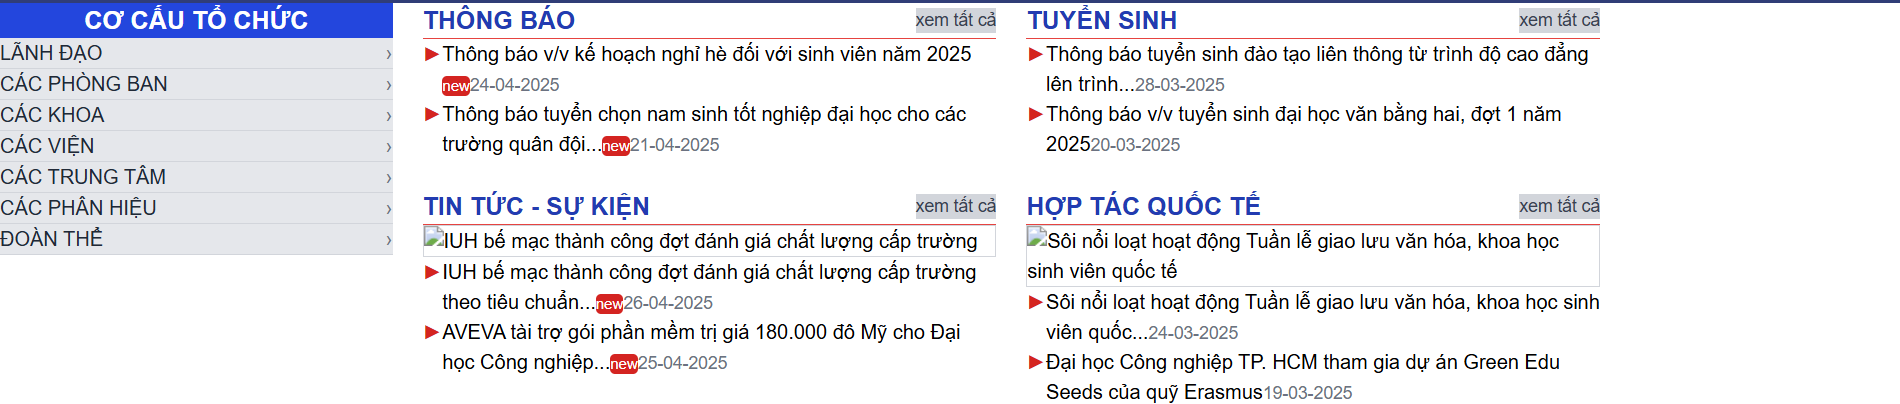 CƠ CẤU TỔ CHỨC
LÃNH ĐẠO ›
CÁC PHÒNG BAN ›
CÁC KHOA ›
CÁC VIỆN ›
CÁC TRUNG TÂM ›
CÁC PHÂN HIỆU ›
ĐOÀN THỂ ›
THÔNG BÁO xem tất cả
Thông báo v/v kế hoạch nghỉ hè đối với sinh viên năm 2025
new24-04-2025
Thông báo tuyển chọn nam sinh tốt nghiệp đại học cho các
trường quân đội...new21-04-2025
TUYỂN SINH xem tất cả
Thông báo tuyển sinh đào tạo liên thông từ trình độ cao đẳng
lên trình...28-03-2025
Thông báo v/v tuyển sinh đại học văn bằng hai, đợt 1 năm
202520-03-2025
TIN TỨC - SỰ KIỆN xem tất cả
IUH bế mạc thành công đợt đánh giá chất lượng cấp trường
IUH bế mạc thành công đợt đánh giá chất lượng cấp trường
theo tiêu chuẩn...new26-04-2025
AVEVA tài trợ gói phần mềm trị giá 180.000 đô Mỹ cho Đại
học Công nghiệp...new25-04-2025
HỢP TÁC QUỐC TẾ xem tất cả
Sôi nổi loạt hoạt động Tuần lễ giao lưu văn hóa, khoa học
sinh viên quốc tế
Sôi nổi loạt hoạt động Tuần lễ giao lưu văn hóa, khoa học sinh
viên quốc...24-03-2025
Đại học Công nghiệp TP. HCM tham gia dự án Green Edu
Seeds của quỹ Erasmus19-03-2025